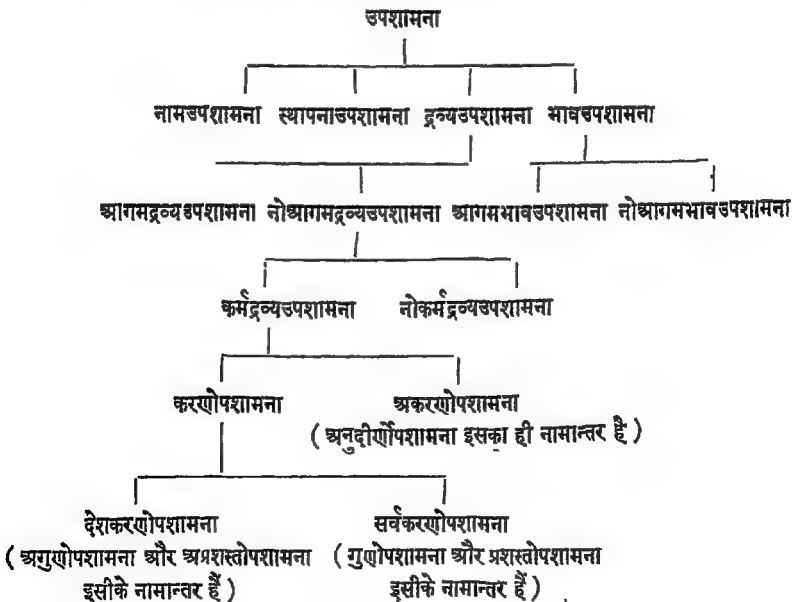 उपशामना
नामउपशामना स्थापनाउपशामना द्रव्यउपशामना भावउपशामना
आगमद्रव्यउपशामना नोआगमद्रव्यउपशामना आगमभावउपशामना नोआगमभावउपशामना
कर्मद्रव्यउपशामना नोकर्मद्रव्यउपशामना
करणोपशामना अकरणोपशामना
( अनुदीर्णोपशामना इसका ही नामान्तर है )
देशकरणोपशामना सर्वकरणोपशामना
( अगुणोपशामना और अप्रशस्तोपशामना ( गुणोपशामना और प्रशस्तोपशामना
इसीके नामान्तर हैं ) इसीके नामान्तर हैं )